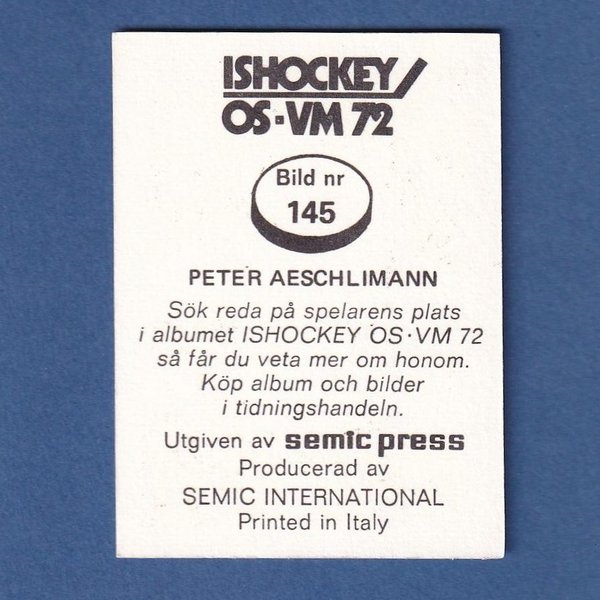 ISHOCKEY
OS·VM 72
Bild nr
145
PETER AESCHLIMANN
Sök reda på spelarens plats
i albumet ISHOCKEY OS·VM 72
så får du veta mer om honom.
Köp album och bilder
i tidningshandeln.
Utgiven av semic press
Producerad av
SEMIC INTERNATIONAL
Printed in Italy